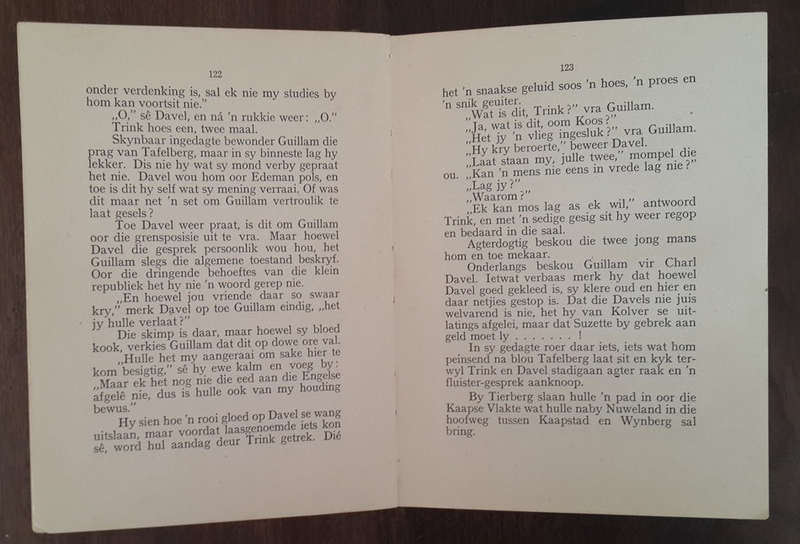 122
onder verdenking is, sal ek nie my studies by
hom kan voortsit nie."
„O," sê Davel, en ná 'n rukkie weer: „O."
Trink hoes een, twee maal.
Skynbaar ingedagte bewonder Guillam die
prag van Tafelberg, maar in sy binneste lag hy
lekker. Dis nie hy wat sy mond verby gepraat
het nie. Davel wou hom oor Edeman pols, en
toe is dit hy self wat sy mening verraai. Of was
dit maar net 'n set om Guillam vertroulik te
laat gesels?
Toe Davel weer praat, is dit om Guillam
oor die grensposisie uit te vra. Maar hoewel
Davel die gesprek persoonlik wou hou, het
Guillam slegs die algemene toestand beskryf.
Oor die dringende behoeftes van die klein
republiek het hy nie 'n woord gerep nie.
„En hoewel jou vriende daar so swaar
kry," merk Davel op toe Guillam eindig, „het
jy hulle verlaat?"
Die skimp is daar, maar hoewel sy bloed
kook, verkies Guillam dat dit op dowe ore val.
„Hulle het my aangeraai om sake hier te
kom besigtig," sê hy ewe kalm en voeg by:
„Maar ek het nog nie die eed aan die Engelse
afgelê nie, dus is hulle ook van my houding
bewus."
Hy sien hoe 'n rooi gloed op Davel se wang
uitslaan, maar voordat laasgenoemde iets kon
sê, word hul aandag deur Trink getrek. Dié
123
het 'n snaakse geluid soos 'n hoes, 'n proes en
'n snik geuiter.
„Wat is dit, Trink?" vra Guillam.
„Ja, wat is dit, oom Koos?"
„Het jy 'n vlieg ingesluk?" vra Guillam.
„Hy kry beroerte," beweer Davel.
„Laat staan my, julle twee," mompel die
ou. „Kan 'n mens nie eens in vrede lag nie?"
„Lag jy?"
„Waarom?"
„Ek kan mos lag as ek wil," antwoord
Trink, en met 'n sedige gesig sit hy weer regop
en bedaard in die saal.
Agterdogtig beskou die twee jong mans
hom en toe mekaar.
Onderlangs beskou Guillam vir Charl
Davel. Ietwat verbaas merk hy dat hoewel
Davel goed gekleed is, sy klere oud en hier en
daar netjies gestop is. Dat die Davels nie juis
welvarend is nie, het hy van Kolver se uit-
latings afgelei, maar dat Suzette by gebrek aan
geld moet ly . . . . . . . !
In sy gedagte roer daar iets, iets wat hom
peinsend na blou Tafelberg laat sit en kyk ter-
wyl Trink en Davel stadigaan agter raak en 'n
fluister-gesprek aanknoop.
By Tierberg slaan hulle 'n pad in oor die
Kaapse Vlakte wat hulle naby Nuweland in die
hoofweg tussen Kaapstad en Wynberg sal
bring.